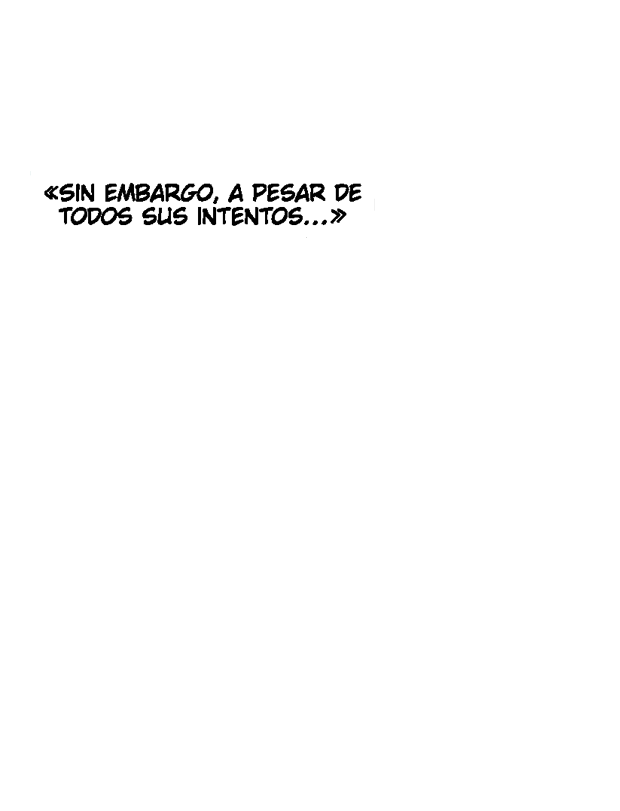 «SIN EMBARGO, A PESAR DE
TODOS SUS INTENTOS...»